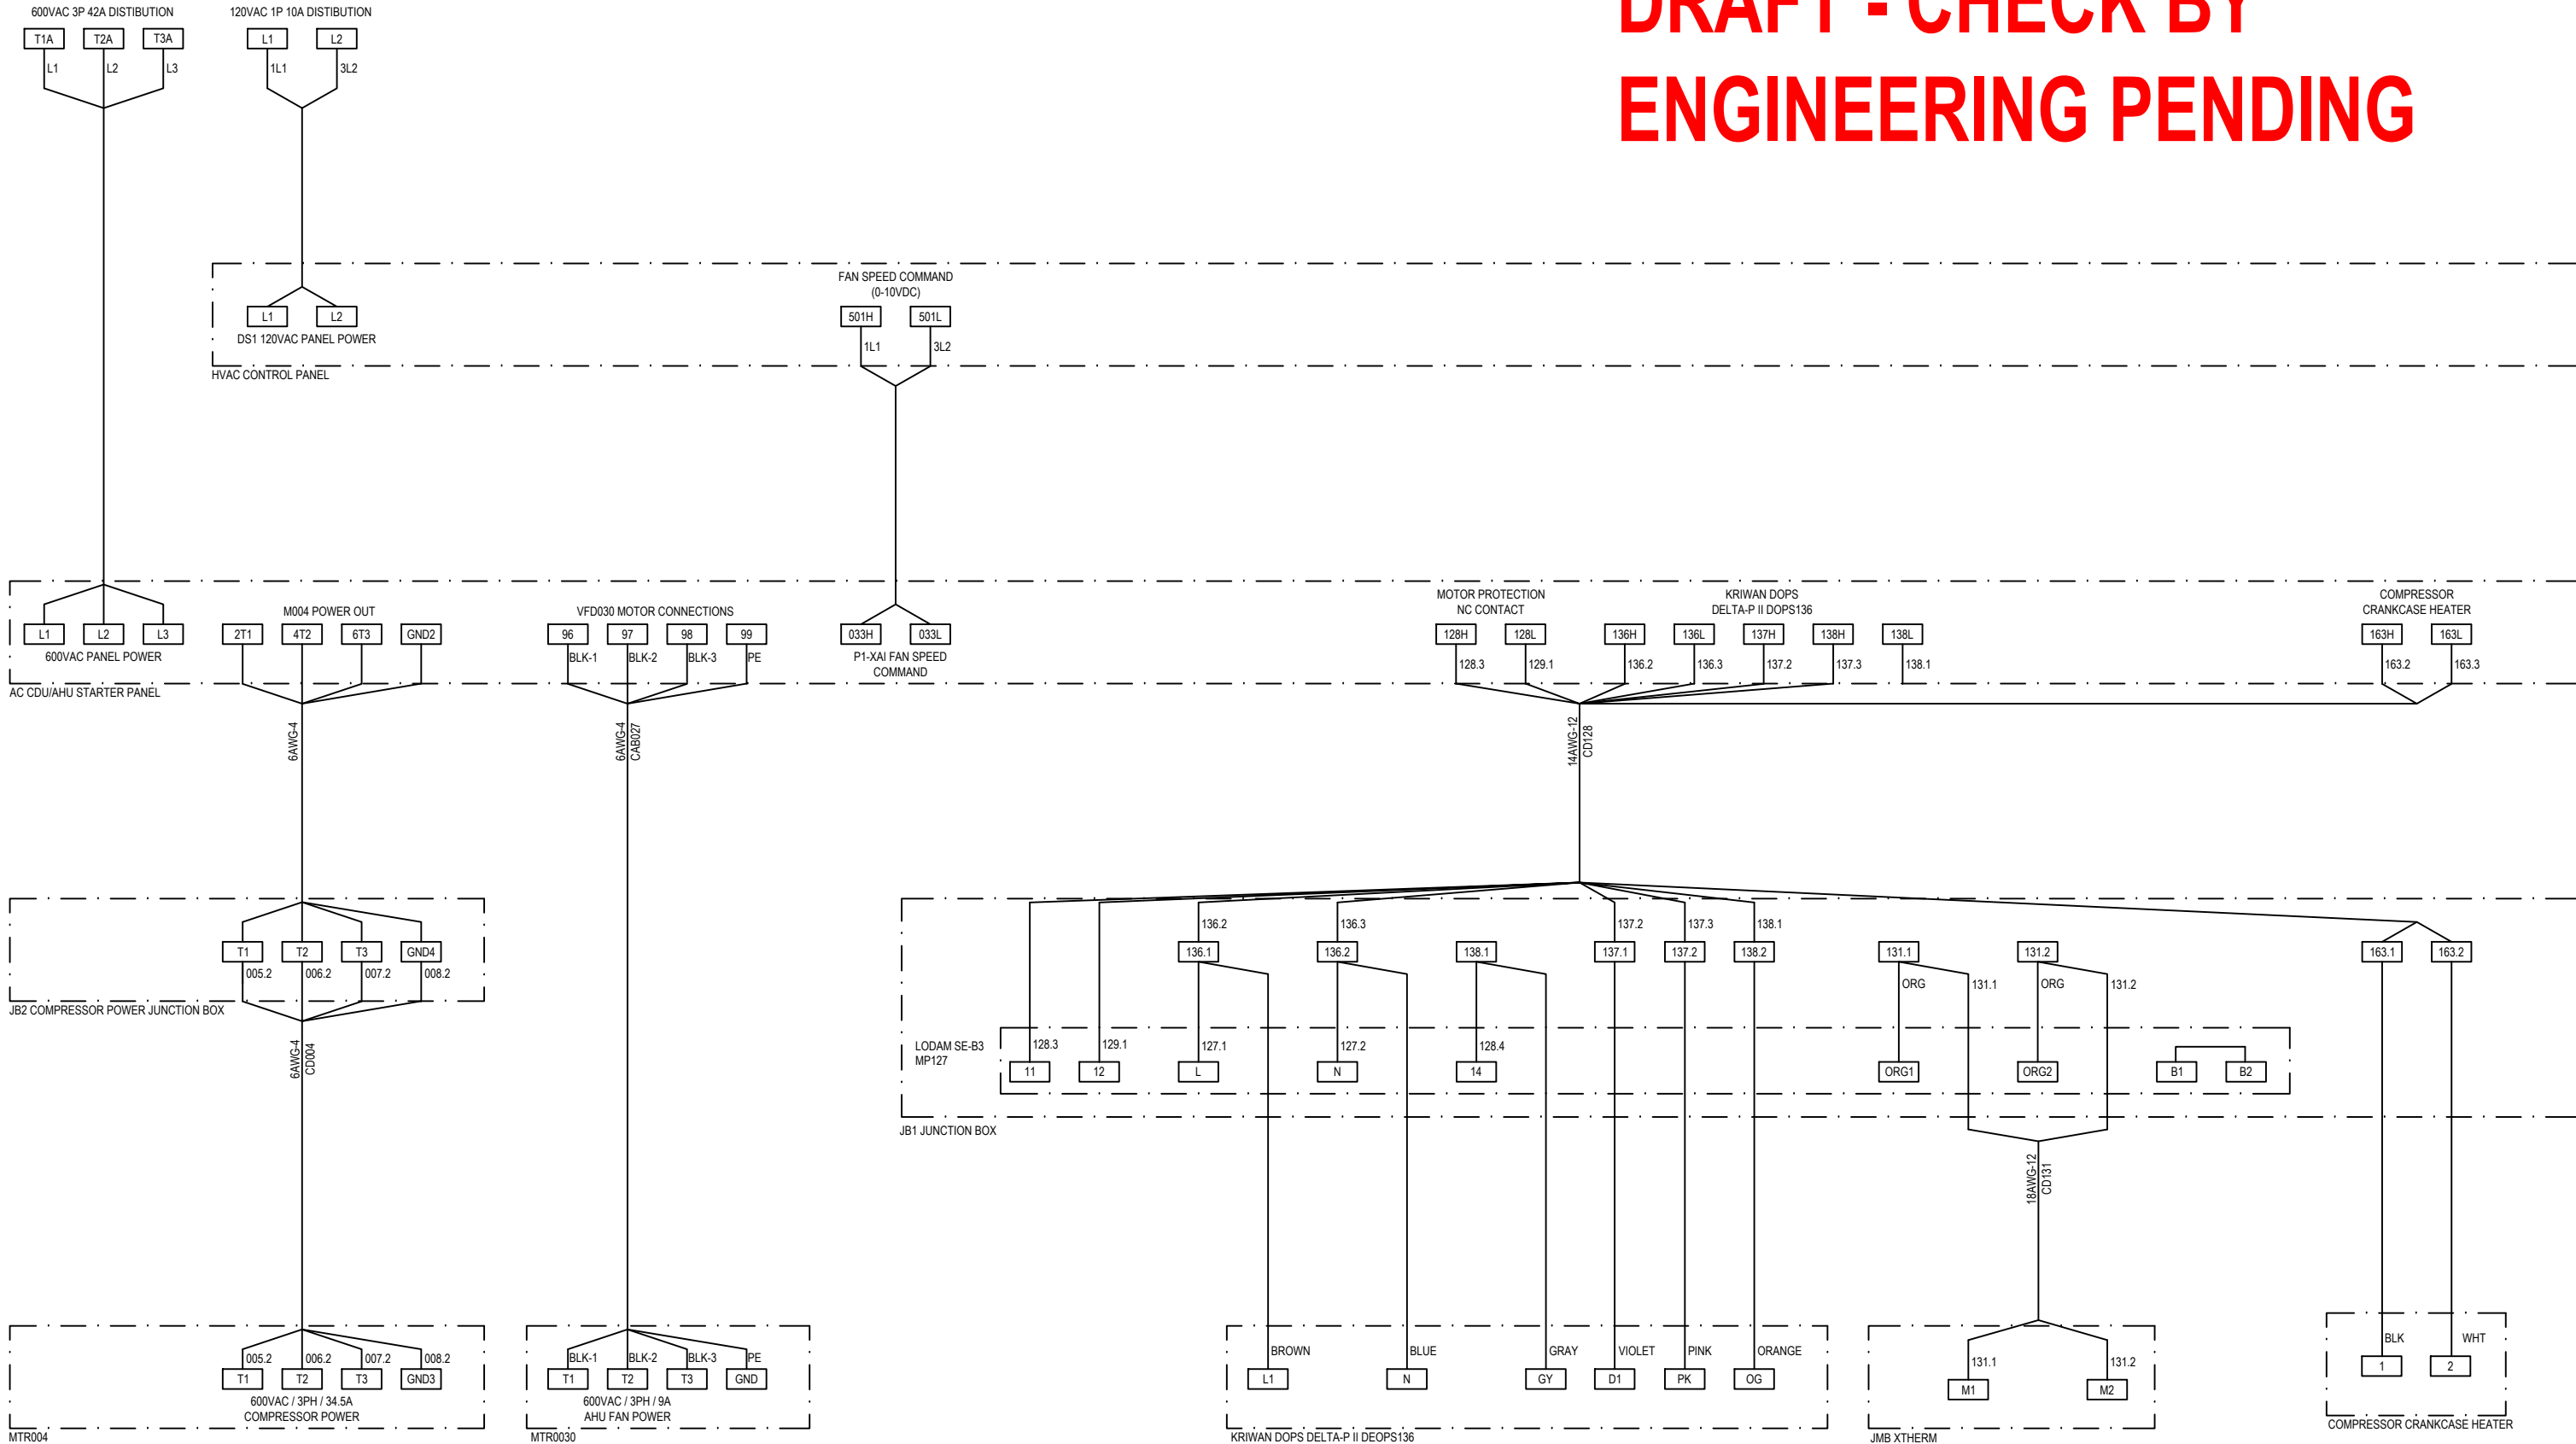 DRAFT - CHECK BY
ENGINEERING PENDING
600VAC 3P 42A DISTIBUTION
120VAC 1P 10A DISTIBUTION
T1A T2A T3A L1 L2
L1 L2 L3 1L1 3L2
FAN SPEED COMMAND
(0-10VDC)
L1 L2 501H 501L
DS1 120VAC PANEL POWER
1L1 3L2
HVAC CONTROL PANEL
MOTOR PROTECTION
NC CONTACT
KRIWAN DOPS
DELTA-P II DOPS136
COMPRESSOR
CRANKCASE HEATER
M004 POWER OUT
VFD030 MOTOR CONNECTIONS
L1 L2 L3 2T1 4T2 6T3 GND2 96 97 98 99 033H 033L 128H 128L 136H 136L 137H 138H 138L 163H 163L
600VAC PANEL POWER
BLK-1 BLK-2 BLK-3 PE
P1-XAI FAN SPEED
COMMAND
128.3 129.1 136.2 136.3 137.2 137.3 138.1 163.2 163.3
AC CDU/AHU STARTER PANEL
6AWG-4
6AWG-4
CAB027
14AWG-12
CD128
136.2 136.3 137.2 137.3 138.1
T1 T2 T3 GND4 136.1 136.2 138.1 137.1 137.2 138.2 131.1 131.2 163.1 163.2
005.2 006.2 007.2 008.2 ORG 131.1 ORG 131.2
JB2 COMPRESSOR POWER JUNCTION BOX
6AWG-4
CD004
LODAM SE-B3
MP127
128.3 129.1 127.1 127.2 128.4
11 12 L N 14 ORG1 ORG2 B1 B2
JB1 JUNCTION BOX
18AWG-12
CD131
005.2 006.2 007.2 008.2 BLK-1 BLK-2 BLK-3 PE BROWN BLUE GRAY VIOLET PINK ORANGE 131.1 131.2 BLK WHT
T1 T2 T3 GND3 T1 T2 T3 GND L1 N GY D1 PK OG M1 M2 1 2
600VAC / 3PH / 34.5A
COMPRESSOR POWER
600VAC / 3PH / 9A
AHU FAN POWER
MTR004
MTR0030
KRIWAN DOPS DELTA-P II DEOPS136
JMB XTHERM
COMPRESSOR CRANKCASE HEATER